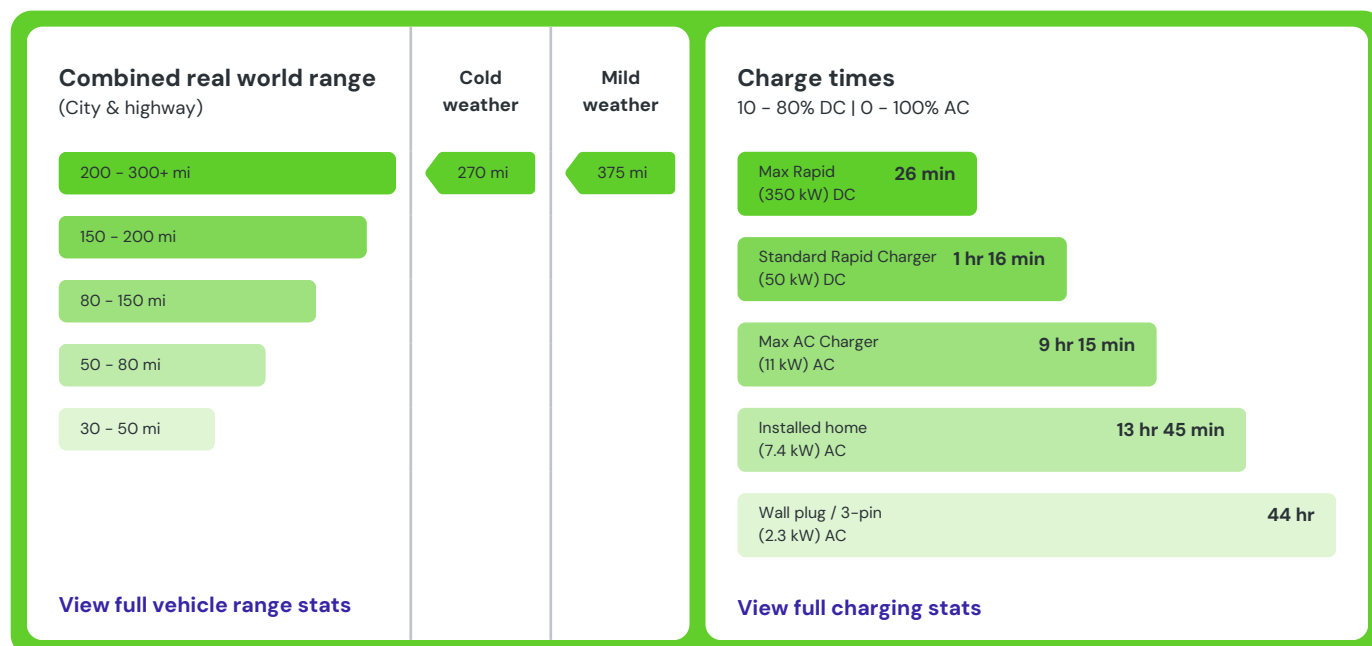 Combined real world range
(City & highway)
Cold
weather
Mild
weather
200 - 300+ mi
270 mi
375 mi
150 - 200 mi
80 - 150 mi
50 - 80 mi
30 - 50 mi
View full vehicle range stats
Charge times
10 - 80% DC | 0 - 100% AC
Max Rapid
(350 kW) DC
26 min
Standard Rapid Charger
(50 kW) DC
1 hr 16 min
Max AC Charger
(11 kW) AC
9 hr 15 min
Installed home
(7.4 kW) AC
13 hr 45 min
Wall plug / 3-pin
(2.3 kW) AC
44 hr
View full charging stats